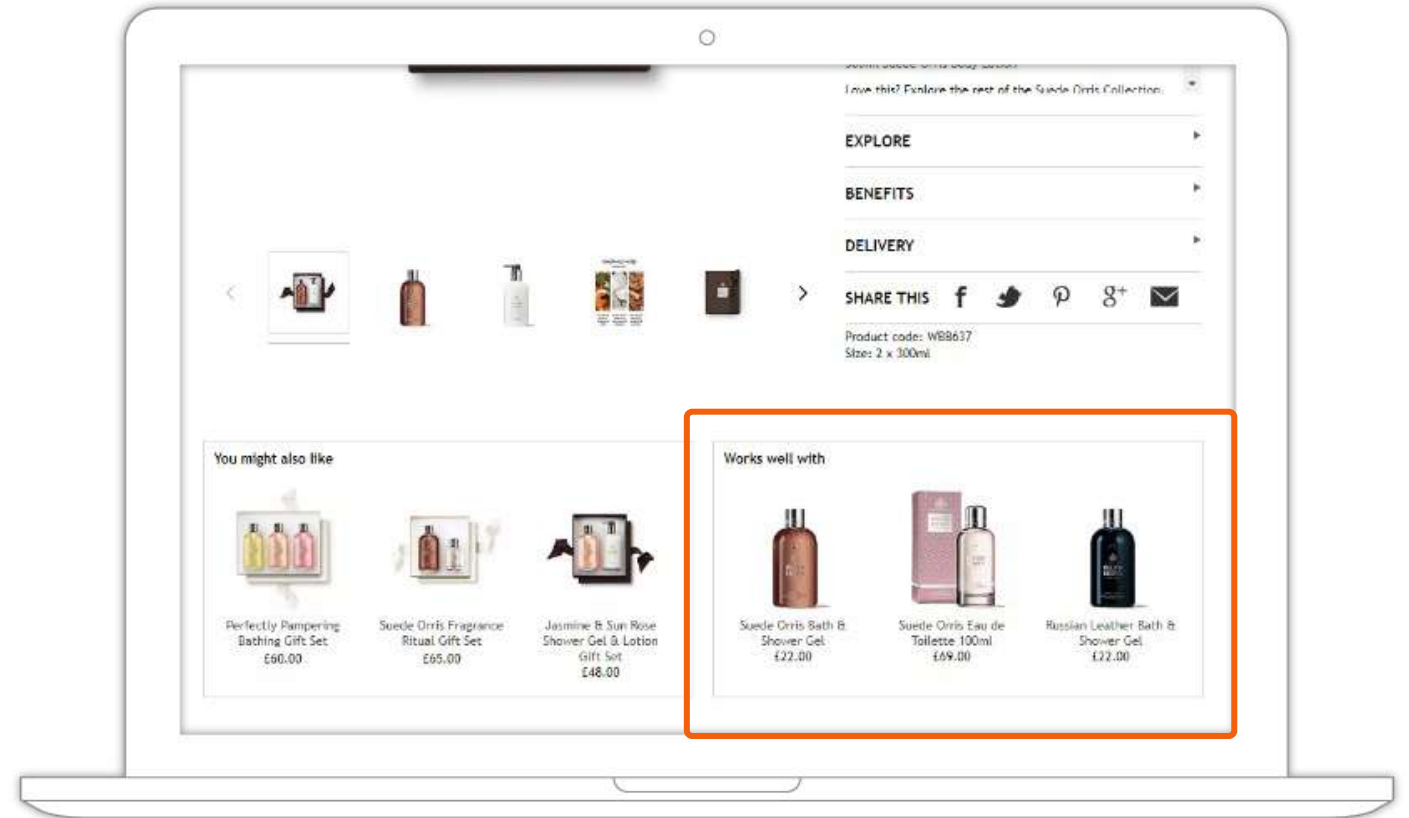 Love this? Explore the rest of the Suede Orris Collection.
EXPLORE
BENEFITS
DELIVERY
SHARE THIS
Product code: WBB637
Size: 2 x 300ml
You might also like
Perfectly Pampering
Bathing Gift Set
£60.00
Suede Orris Fragrance
Ritual Gift Set
£65.00
Jasmine & Sun Rose
Shower Gel & Lotion
Gift Set
£48.00
Works well with
Suede Orris Bath &
Shower Gel
£22.00
Suede Orris Eau de
Toilette 100ml
£69.00
Russian Leather Bath &
Shower Gel
£22.00